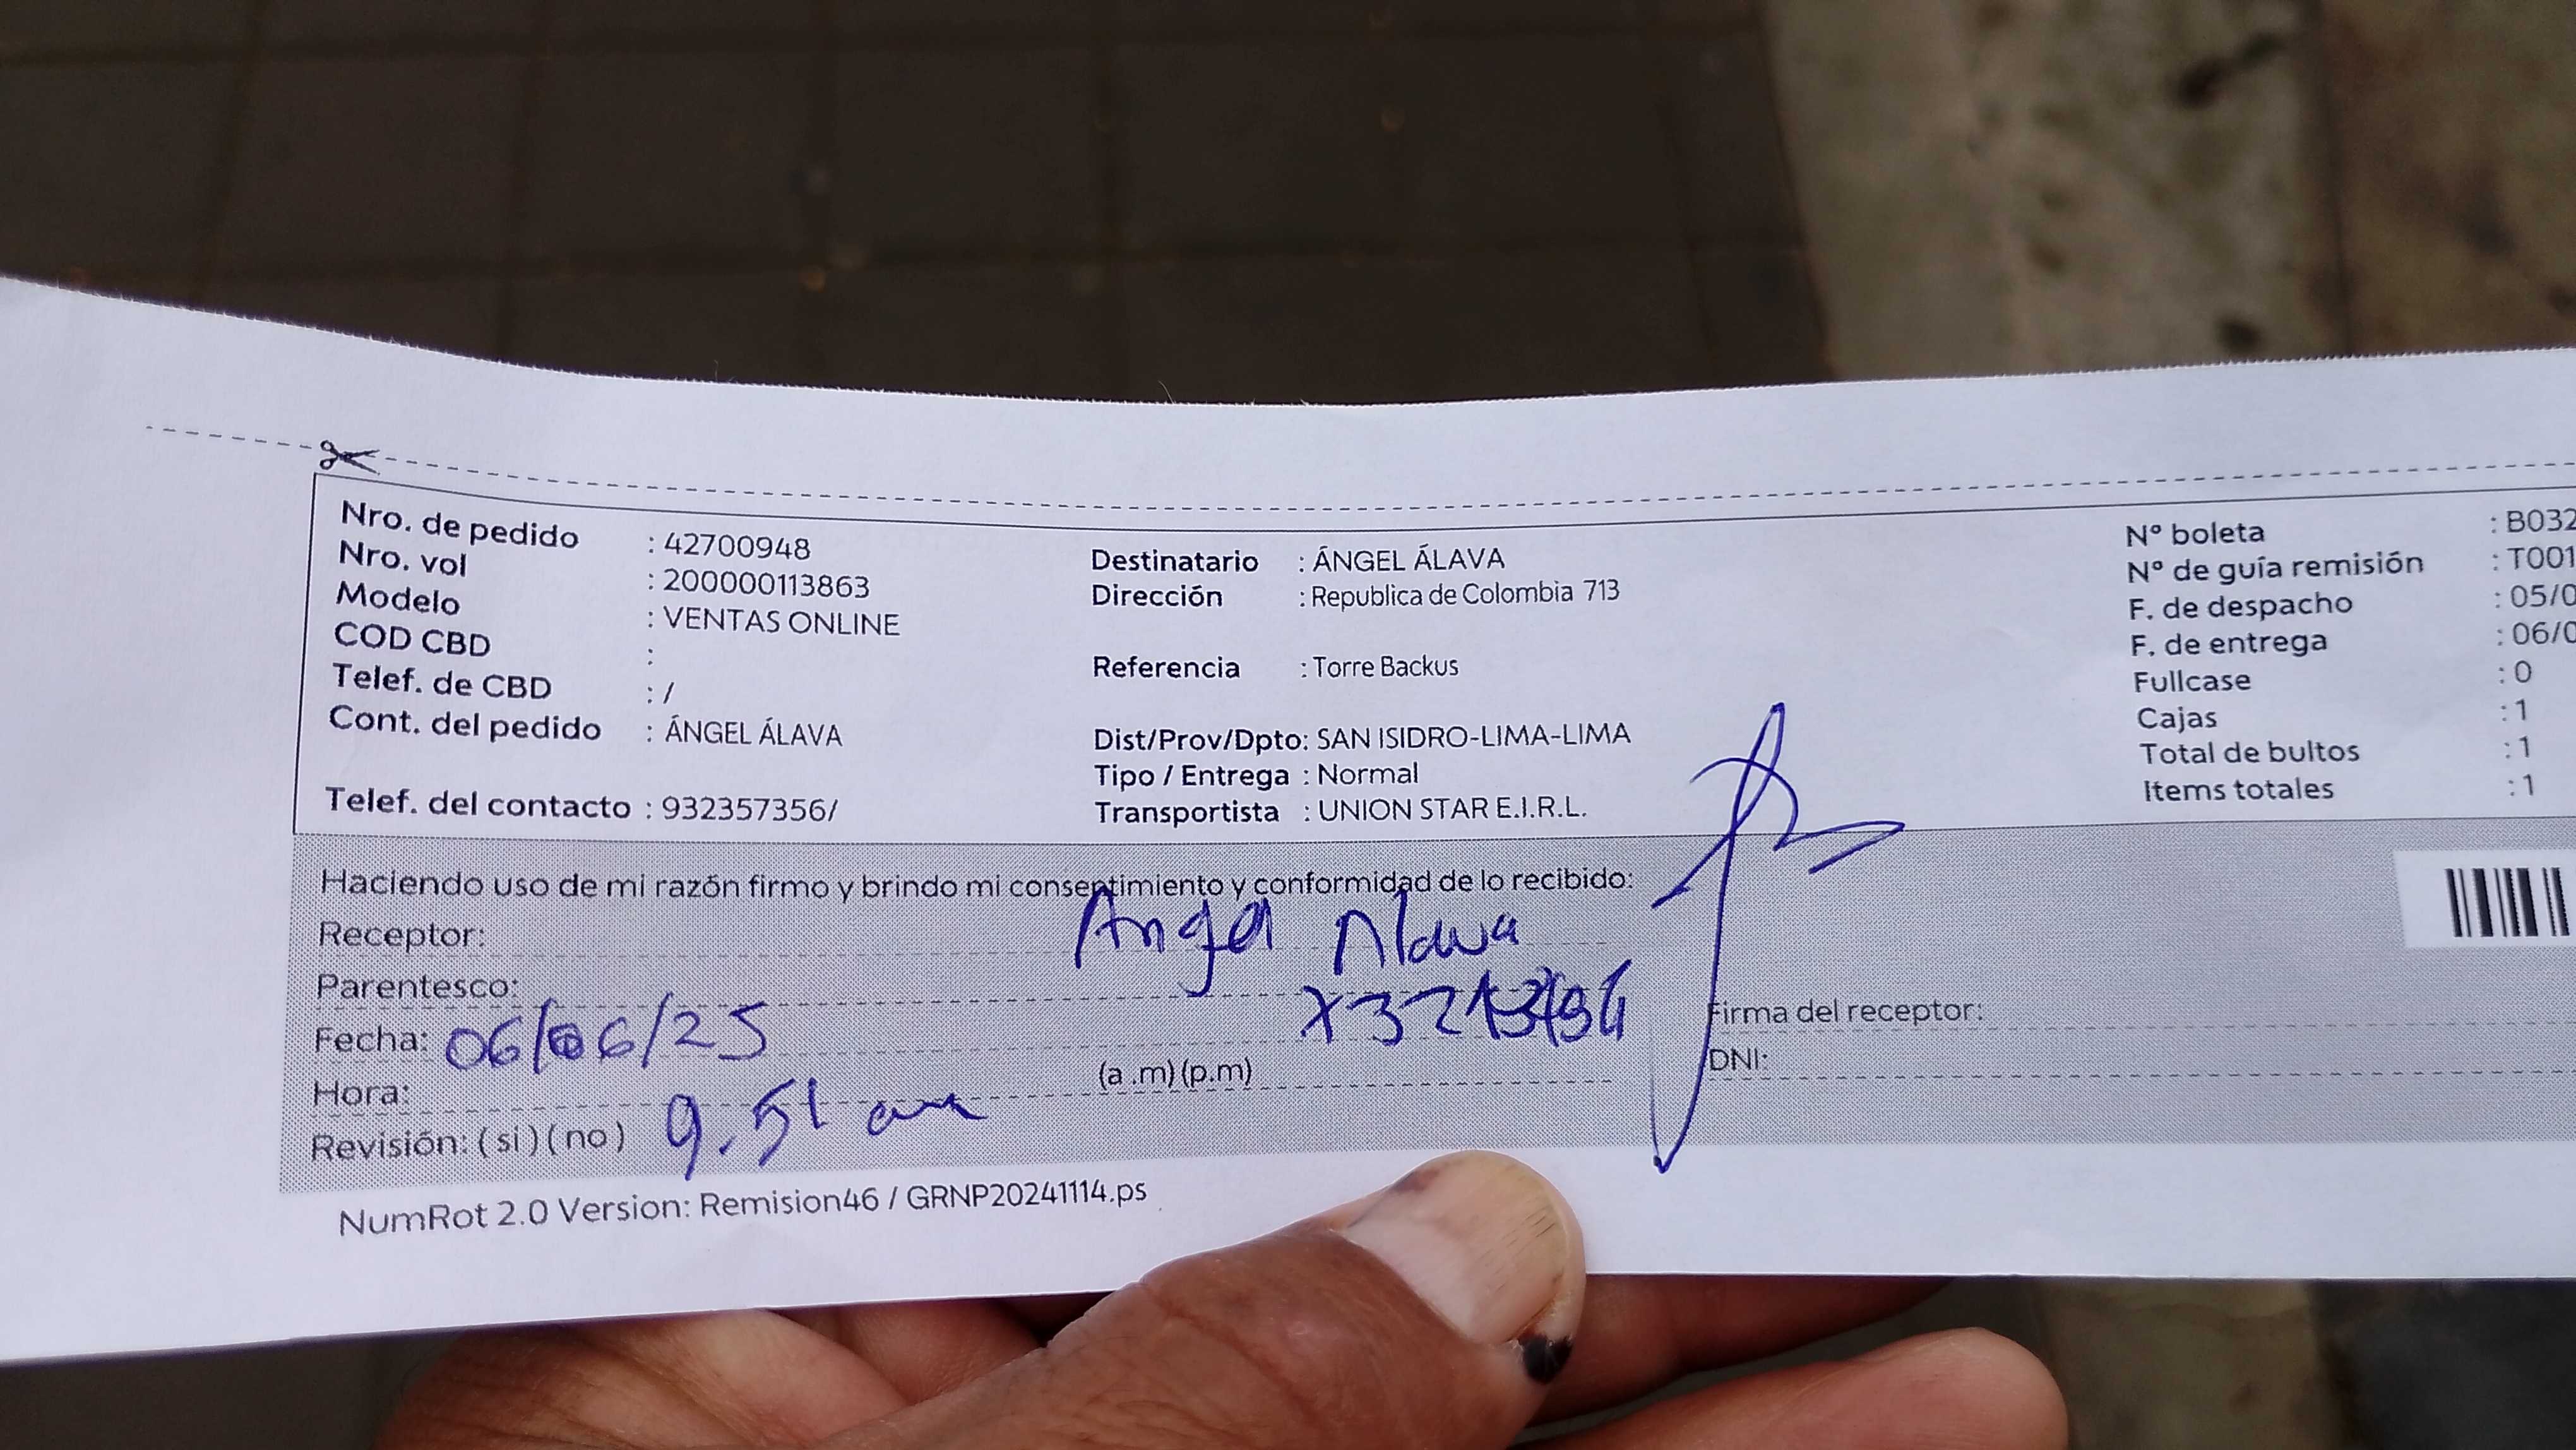 Nro. de pedido : 42700948
Nro. vol : 200000113863
Modelo : VENTAS ONLINE
COD CBD :
Telef. de CBD : /
Cont. del pedido : ÁNGEL ÁLAVA
Telef. del contacto : 932357356/
Destinatario : ÁNGEL ÁLAVA
Dirección : Republica de Colombia 713
Referencia : Torre Backus
Dist/Prov/Dpto: SAN ISIDRO-LIMA-LIMA
Tipo / Entrega : Normal
Transportista : UNION STAR E.I.R.L.
Nº boleta : B032
Nº de guía remisión : T001
F. de despacho : 05/0
F. de entrega : 06/0
Fullcase : 0
Cajas : 1
Total de bultos : 1
Items totales : 1
Haciendo uso de mi razón firmo y brindo mi consentimiento y conformidad de lo recibido:
Receptor: Angel Alava
Parentesco:
Fecha: 06/06/25
Hora: 9.51 am (a .m) (p.m)
Revisión: ( si ) ( no )
Firma del receptor:
DNI:
NumRot 2.0 Version: Remision46 / GRNP20241114.ps